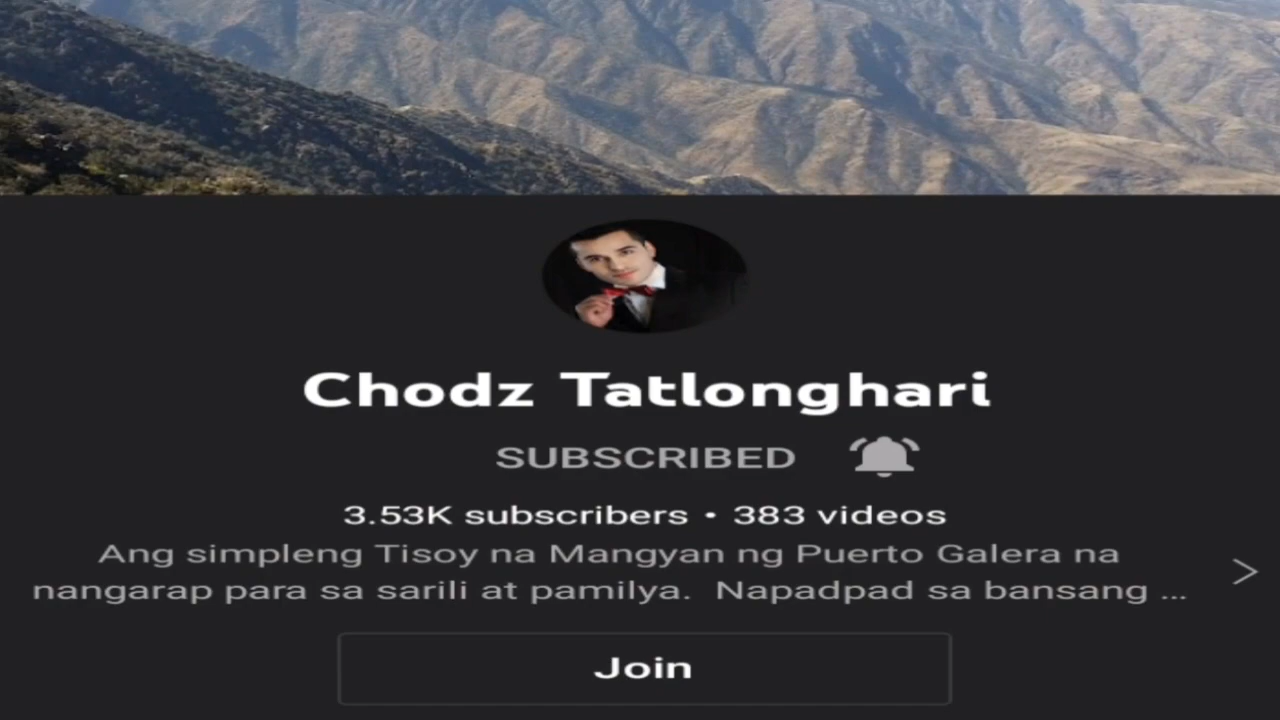 Chodz Tatlonghari
SUBSCRIBED
3.53K subscribers • 383 videos
Ang simpleng Tisoy na Mangyan ng Puerto Galera na
nangarap para sa sarili at pamilya. Napadpad sa bansang ...
Join